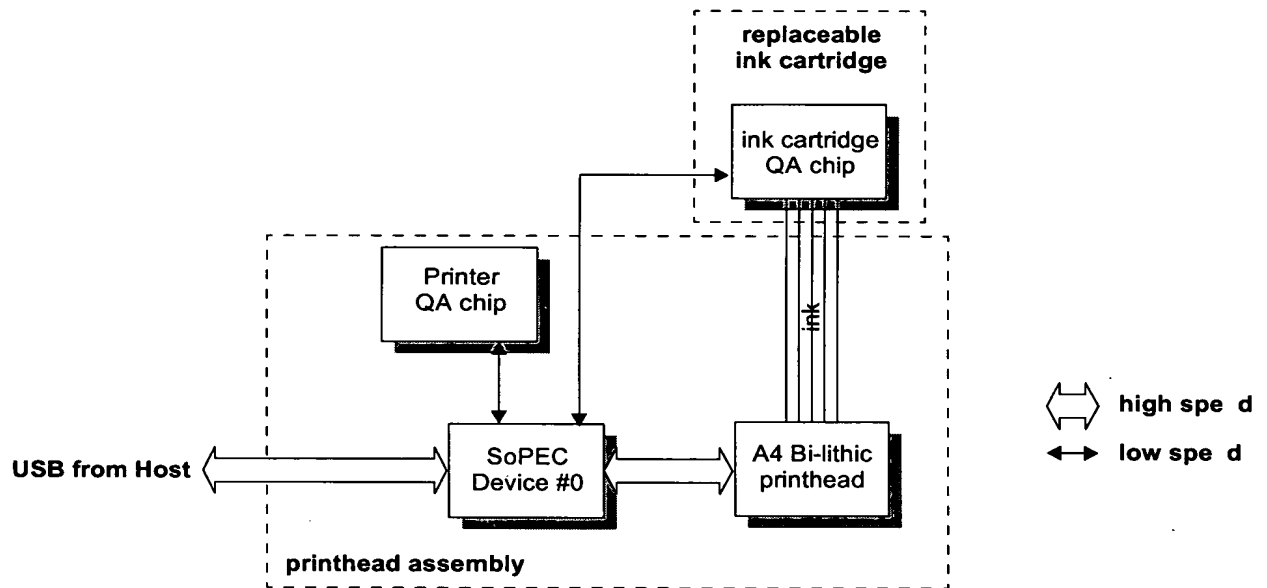 replaceable
ink cartridge
ink cartridge
QA chip
Printer
QA chip
ink
high spe d
low spe d
USB from Host
SoPEC
Device #0
A4 Bi-lithic
printhead
printhead assembly